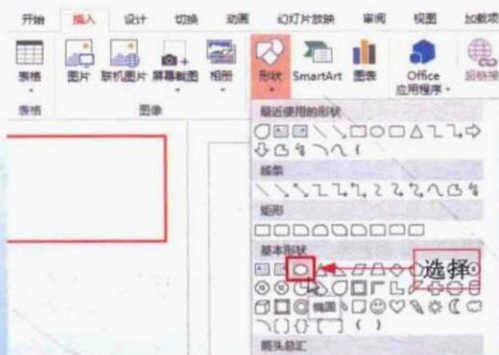 开始 插入 设计 切换 动画 幻灯片放映 审阅 视图 加载项
表格 图片 联机图片 屏幕截图 相册 形状 SmartArt 图表 Office 应用程序 超链接
表格 图像
最近使用的形状
线条
矩形
基本形状
选择
椭圆
箭头总汇